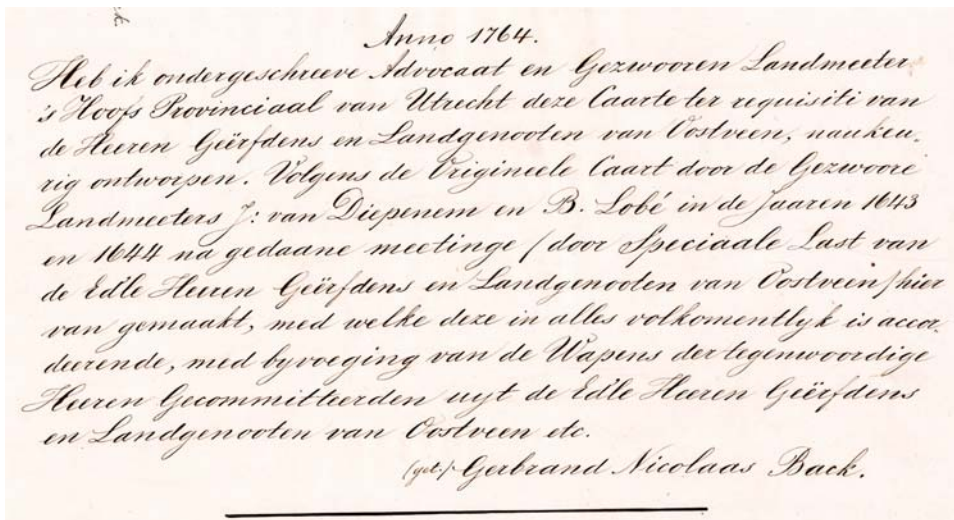 Anno 1764.
Heb ik ondergeschreeve Advocaat en Gezwooren Landmeeter
's Hoofs Provinciaal van Utrecht deze Caarte ter requisiti van
de Heeren Geërfdens en Landgenooten van Oostveen, naukeu-
rig ontworpen. Volgens de Origineele Caart door de Gezwoore
Landmeeters J: van Diepenem en B. Lobé in de Jaaren 1643
en 1644 na gedaane meetinge / door Speciaale Last van
de Edle Heeren Geërfdens en Landgenooten van Oostveen / hier
van gemaakt, med welke deze in alles volkomentlyk is accor-
deerende, med byvoeging van de Wapens der tegenwoordige
Heeren Gecommitteerden uyt de Edle Heeren Geërfdens
en Landgenooten van Oostveen etc.
(get.) Gerbrand Nicolaas Back.